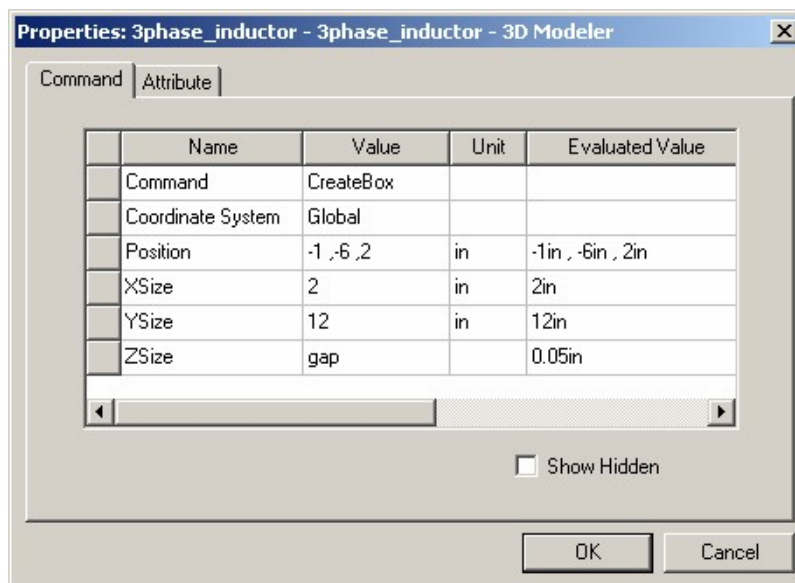 Properties: 3phase_inductor - 3phase_inductor - 3D Modeler
Command Attribute
Name Value Unit Evaluated Value
Command CreateBox
Coordinate System Global
Position -1 ,-6 ,2 in -1in , -6in , 2in
XSize 2 in 2in
YSize 12 in 12in
ZSize gap 0.05in
Show Hidden
OK Cancel